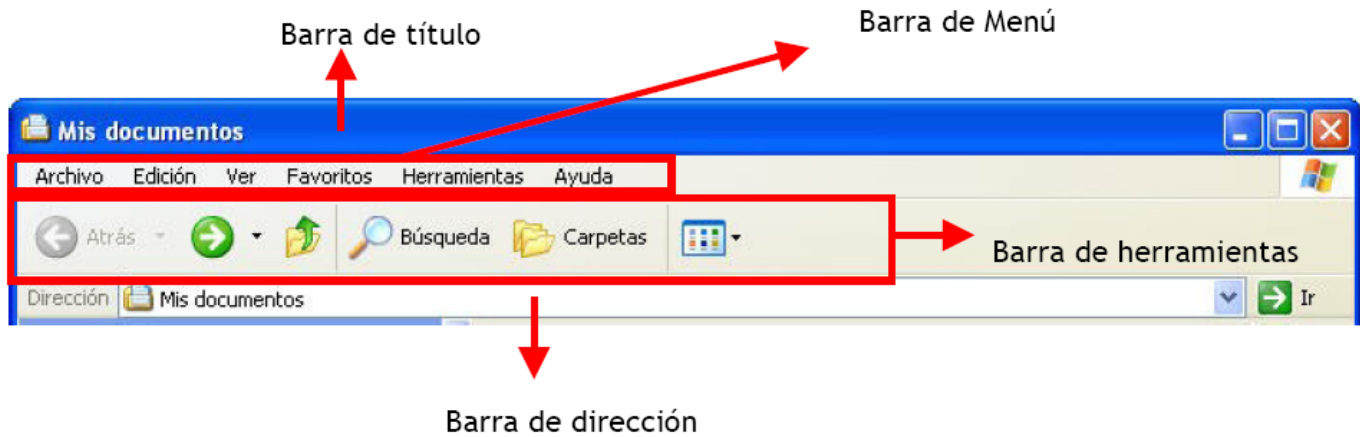 Barra de título
Barra de Menú
Mis documentos
Archivo Edición Ver Favoritos Herramientas Ayuda
Atrás Búsqueda Carpetas
Barra de herramientas
Dirección Mis documentos Ir
Barra de dirección